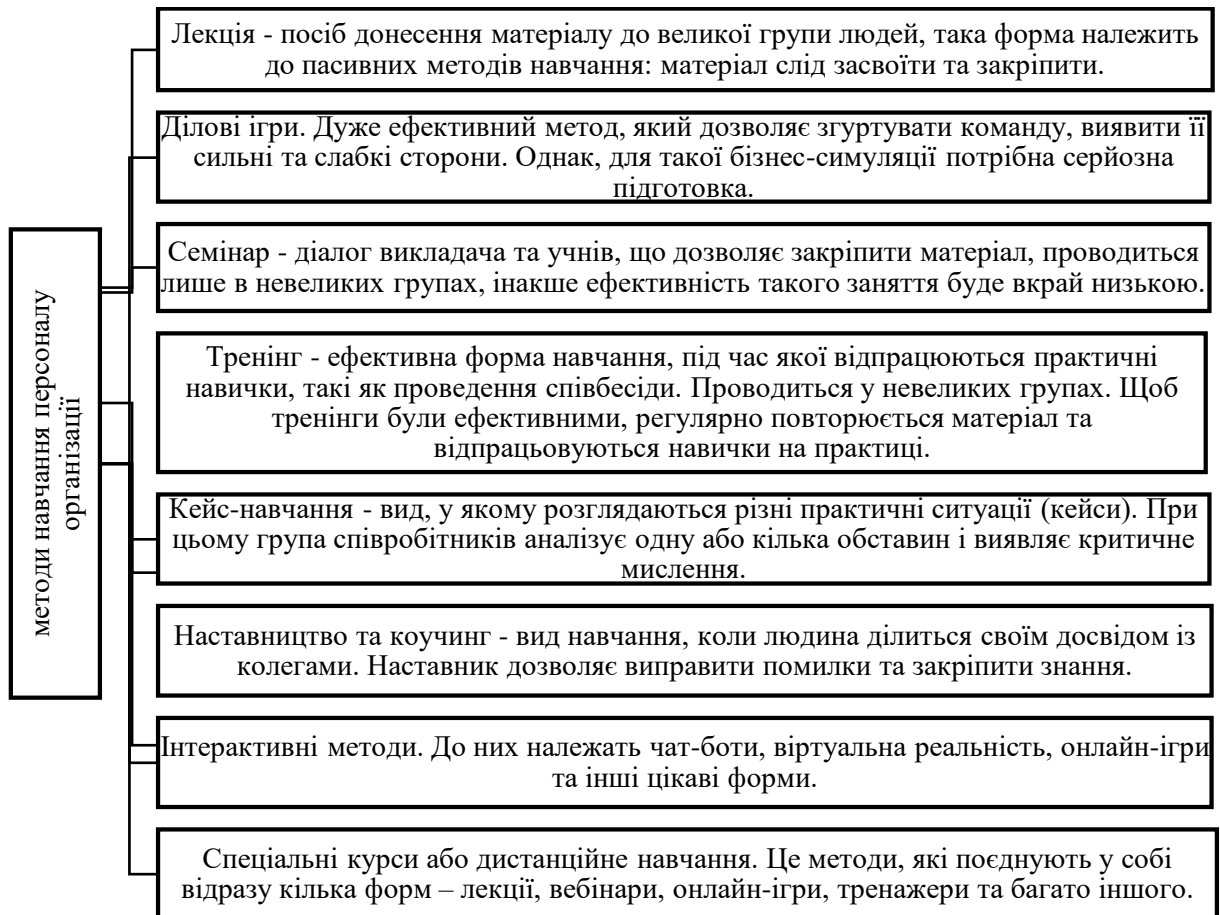 методи навчання персоналу
організації
Лекція - посіб донесення матеріалу до великої групи людей, така форма належить
до пасивних методів навчання: матеріал слід засвоїти та закріпити.
Ділові ігри. Дуже ефективний метод, який дозволяє згуртувати команду, виявити її
сильні та слабкі сторони. Однак, для такої бізнес-симуляції потрібна серйозна
підготовка.
Семінар - діалог викладача та учнів, що дозволяє закріпити матеріал, проводиться
лише в невеликих групах, інакше ефективність такого заняття буде вкрай низькою.
Тренінг - ефективна форма навчання, під час якої відпрацюються практичні
навички, такі як проведення співбесіди. Проводиться у невеликих групах. Щоб
тренінги були ефективними, регулярно повторюється матеріал та
відпрацьовуються навички на практиці.
Кейс-навчання - вид, у якому розглядаються різні практичні ситуації (кейси). При
цьому група співробітників аналізує одну або кілька обставин і виявляє критичне
мислення.
Наставництво та коучинг - вид навчання, коли людина ділиться своїм досвідом із
колегами. Наставник дозволяє виправити помилки та закріпити знання.
Інтерактивні методи. До них належать чат-боти, віртуальна реальність, онлайн-ігри
та інші цікаві форми.
Спеціальні курси або дистанційне навчання. Це методи, які поєднують у собі
відразу кілька форм – лекції, вебінари, онлайн-ігри, тренажери та багато іншого.